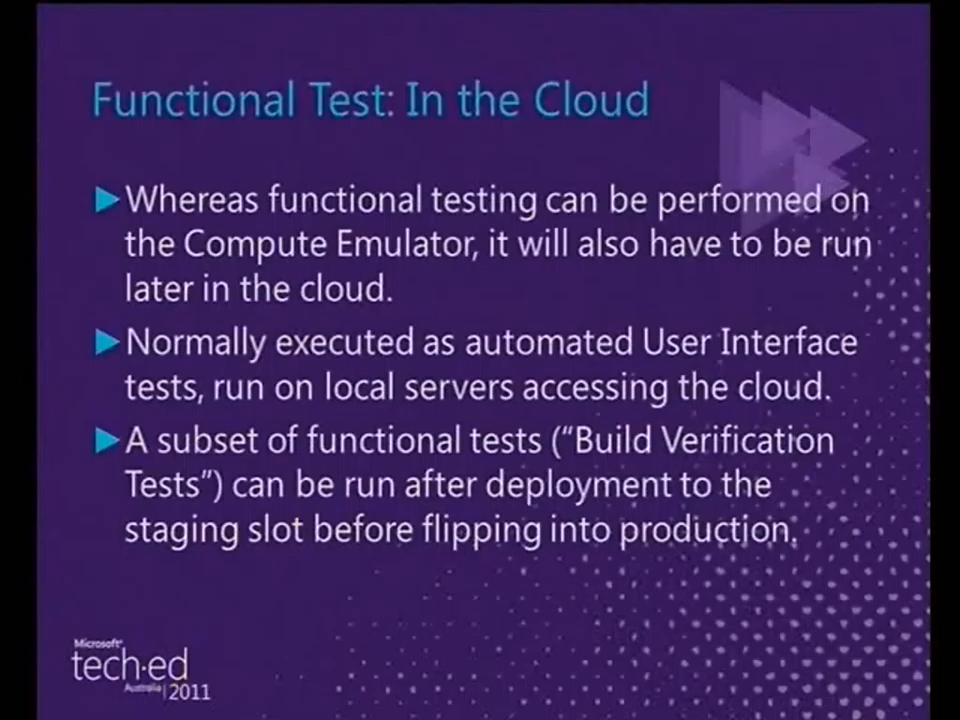 Functional Test: In the Cloud
Whereas functional testing can be performed on
the Compute Emulator, it will also have to be run
later in the cloud.
Normally executed as automated User Interface
tests, run on local servers accessing the cloud.
A subset of functional tests (“Build Verification
Tests”) can be run after deployment to the
staging slot before flipping into production.
Microsoft®
tech·ed
Australia | 2011